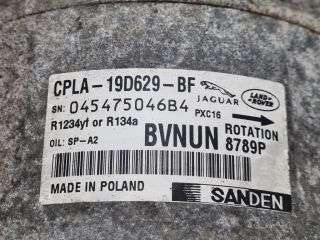 CPLA-19D629-BF
JAGUAR
LAND-ROVER
SN: 045475046B4
PXC16
R1234yf or R134a
OIL: SP-A2
BVNUN
ROTATION
8789P
MADE IN POLAND
SANDEN